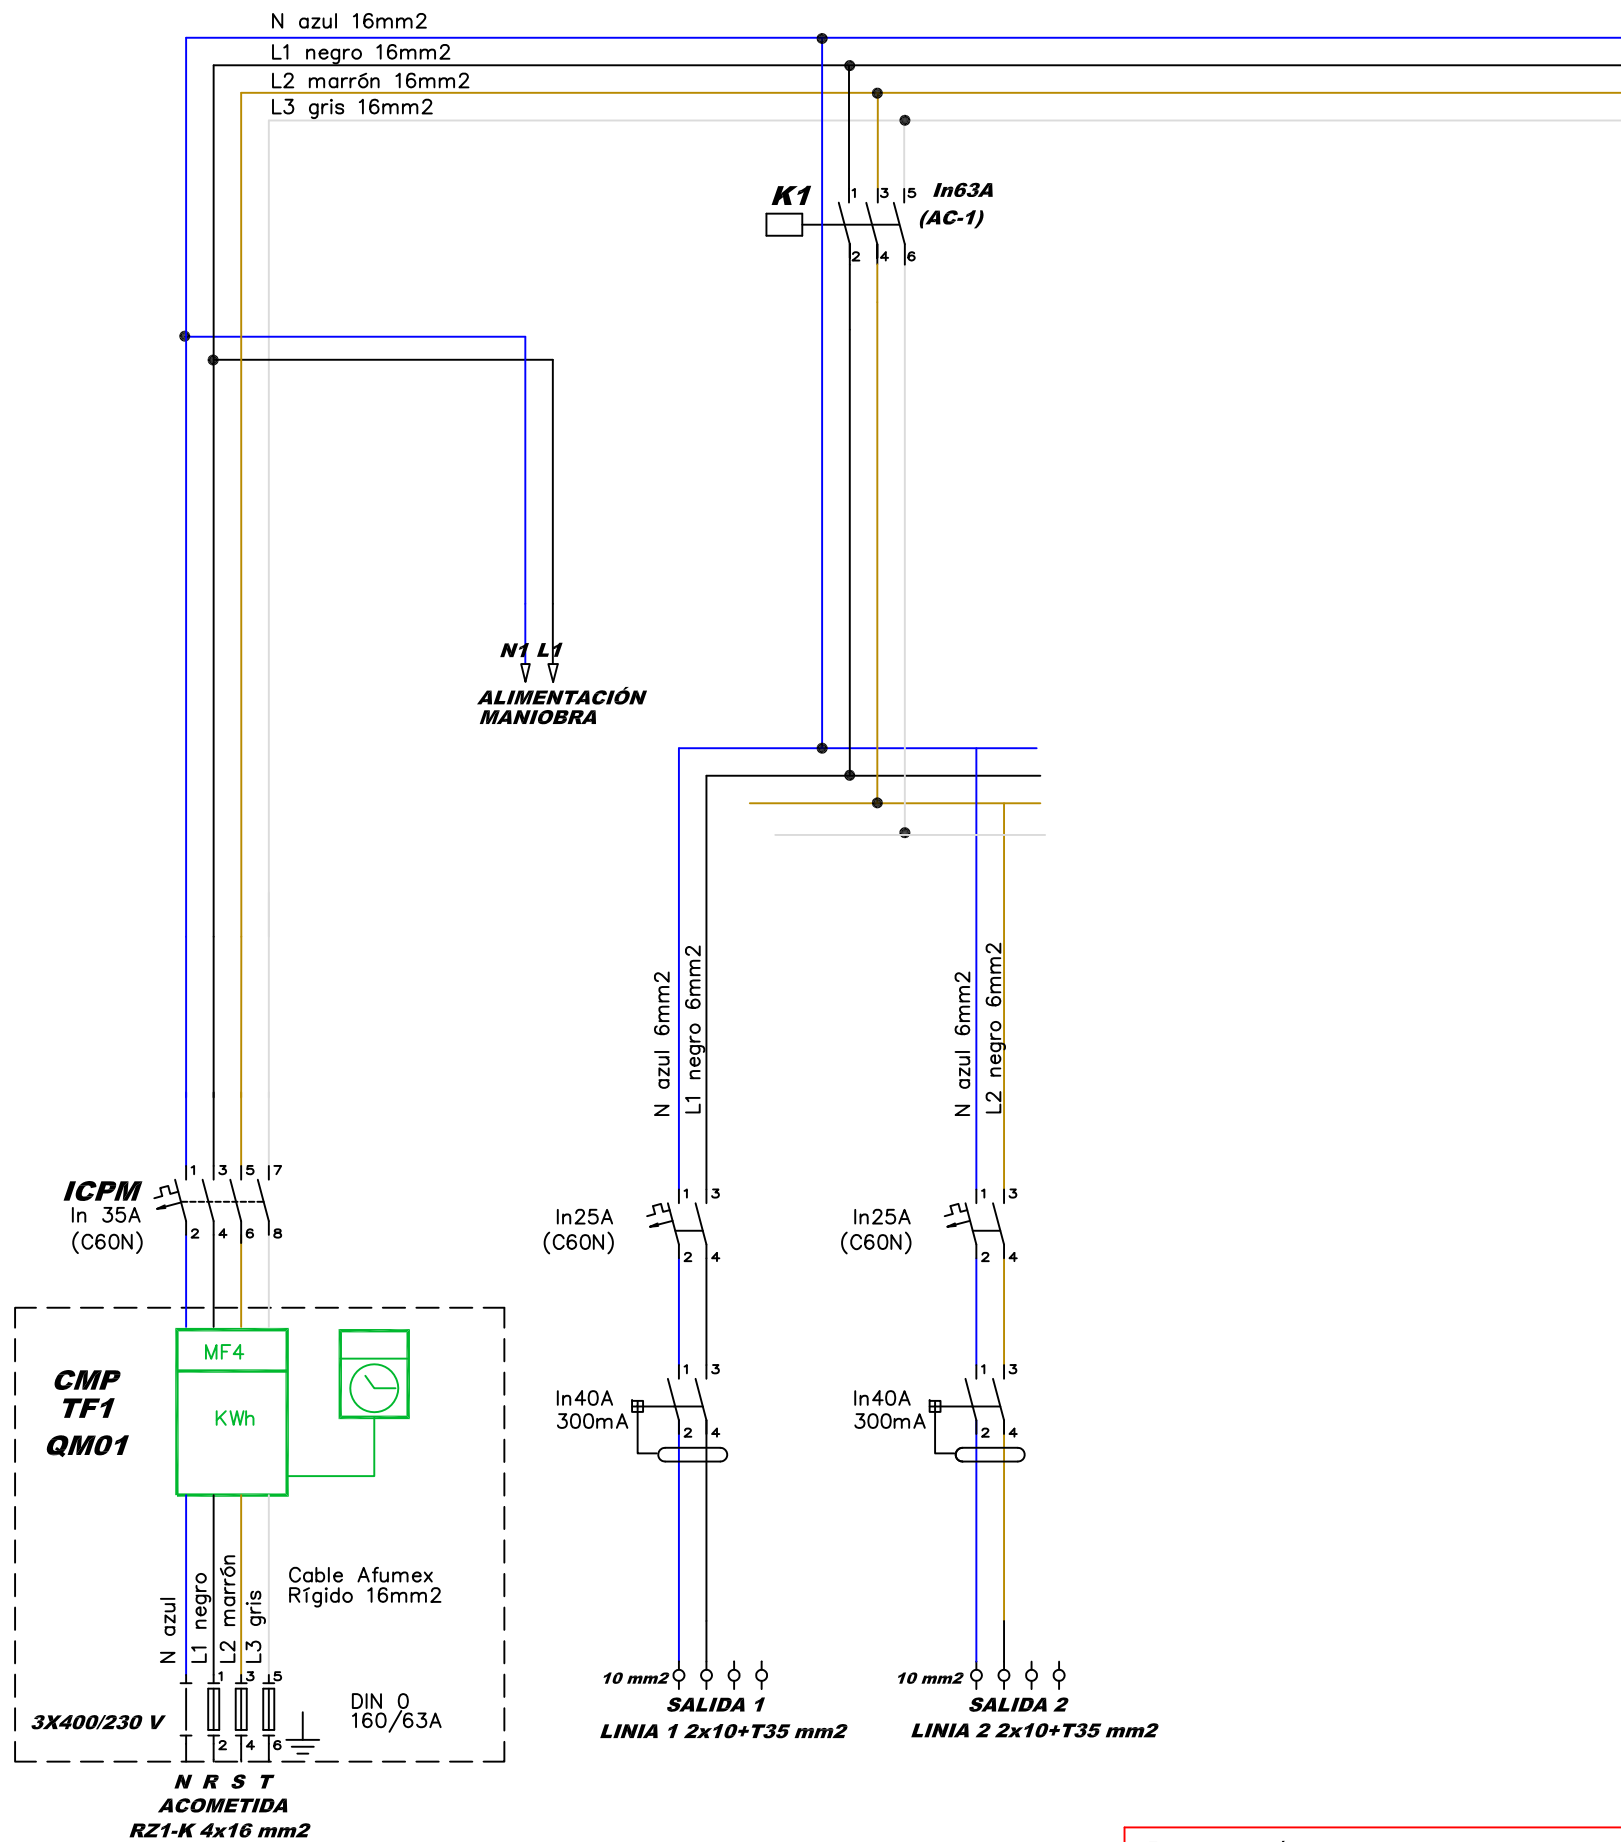 N azul 16mm2
L1 negro 16mm2
L2 marrón 16mm2
L3 gris 16mm2
K1
1 3 5
In63A
(AC-1)
2 4 6
N1 L1
ALIMENTACIÓN
MANIOBRA
N azul 6mm2
L1 negro 6mm2
N azul 6mm2
L2 negro 6mm2
ICPM
In 35A
(C60N)
1 3 5 7
2 4 6 8
In25A
(C60N)
1 3
2 4
In25A
(C60N)
1 3
2 4
CMP
TF1
QM01
MF4
KWh
In40A
300mA
1 3
2 4
In40A
300mA
1 3
2 4
N azul
L1 negro
L2 marrón
L3 gris
Cable Afumex
Rígido 16mm2
1 3 5
2 4 6
3X400/230 V
DIN 0
160/63A
N R S T
ACOMETIDA
RZ1-K 4x16 mm2
10 mm2
SALIDA 1
LINIA 1 2x10+T35 mm2
10 mm2
SALIDA 2
LINIA 2 2x10+T35 mm2